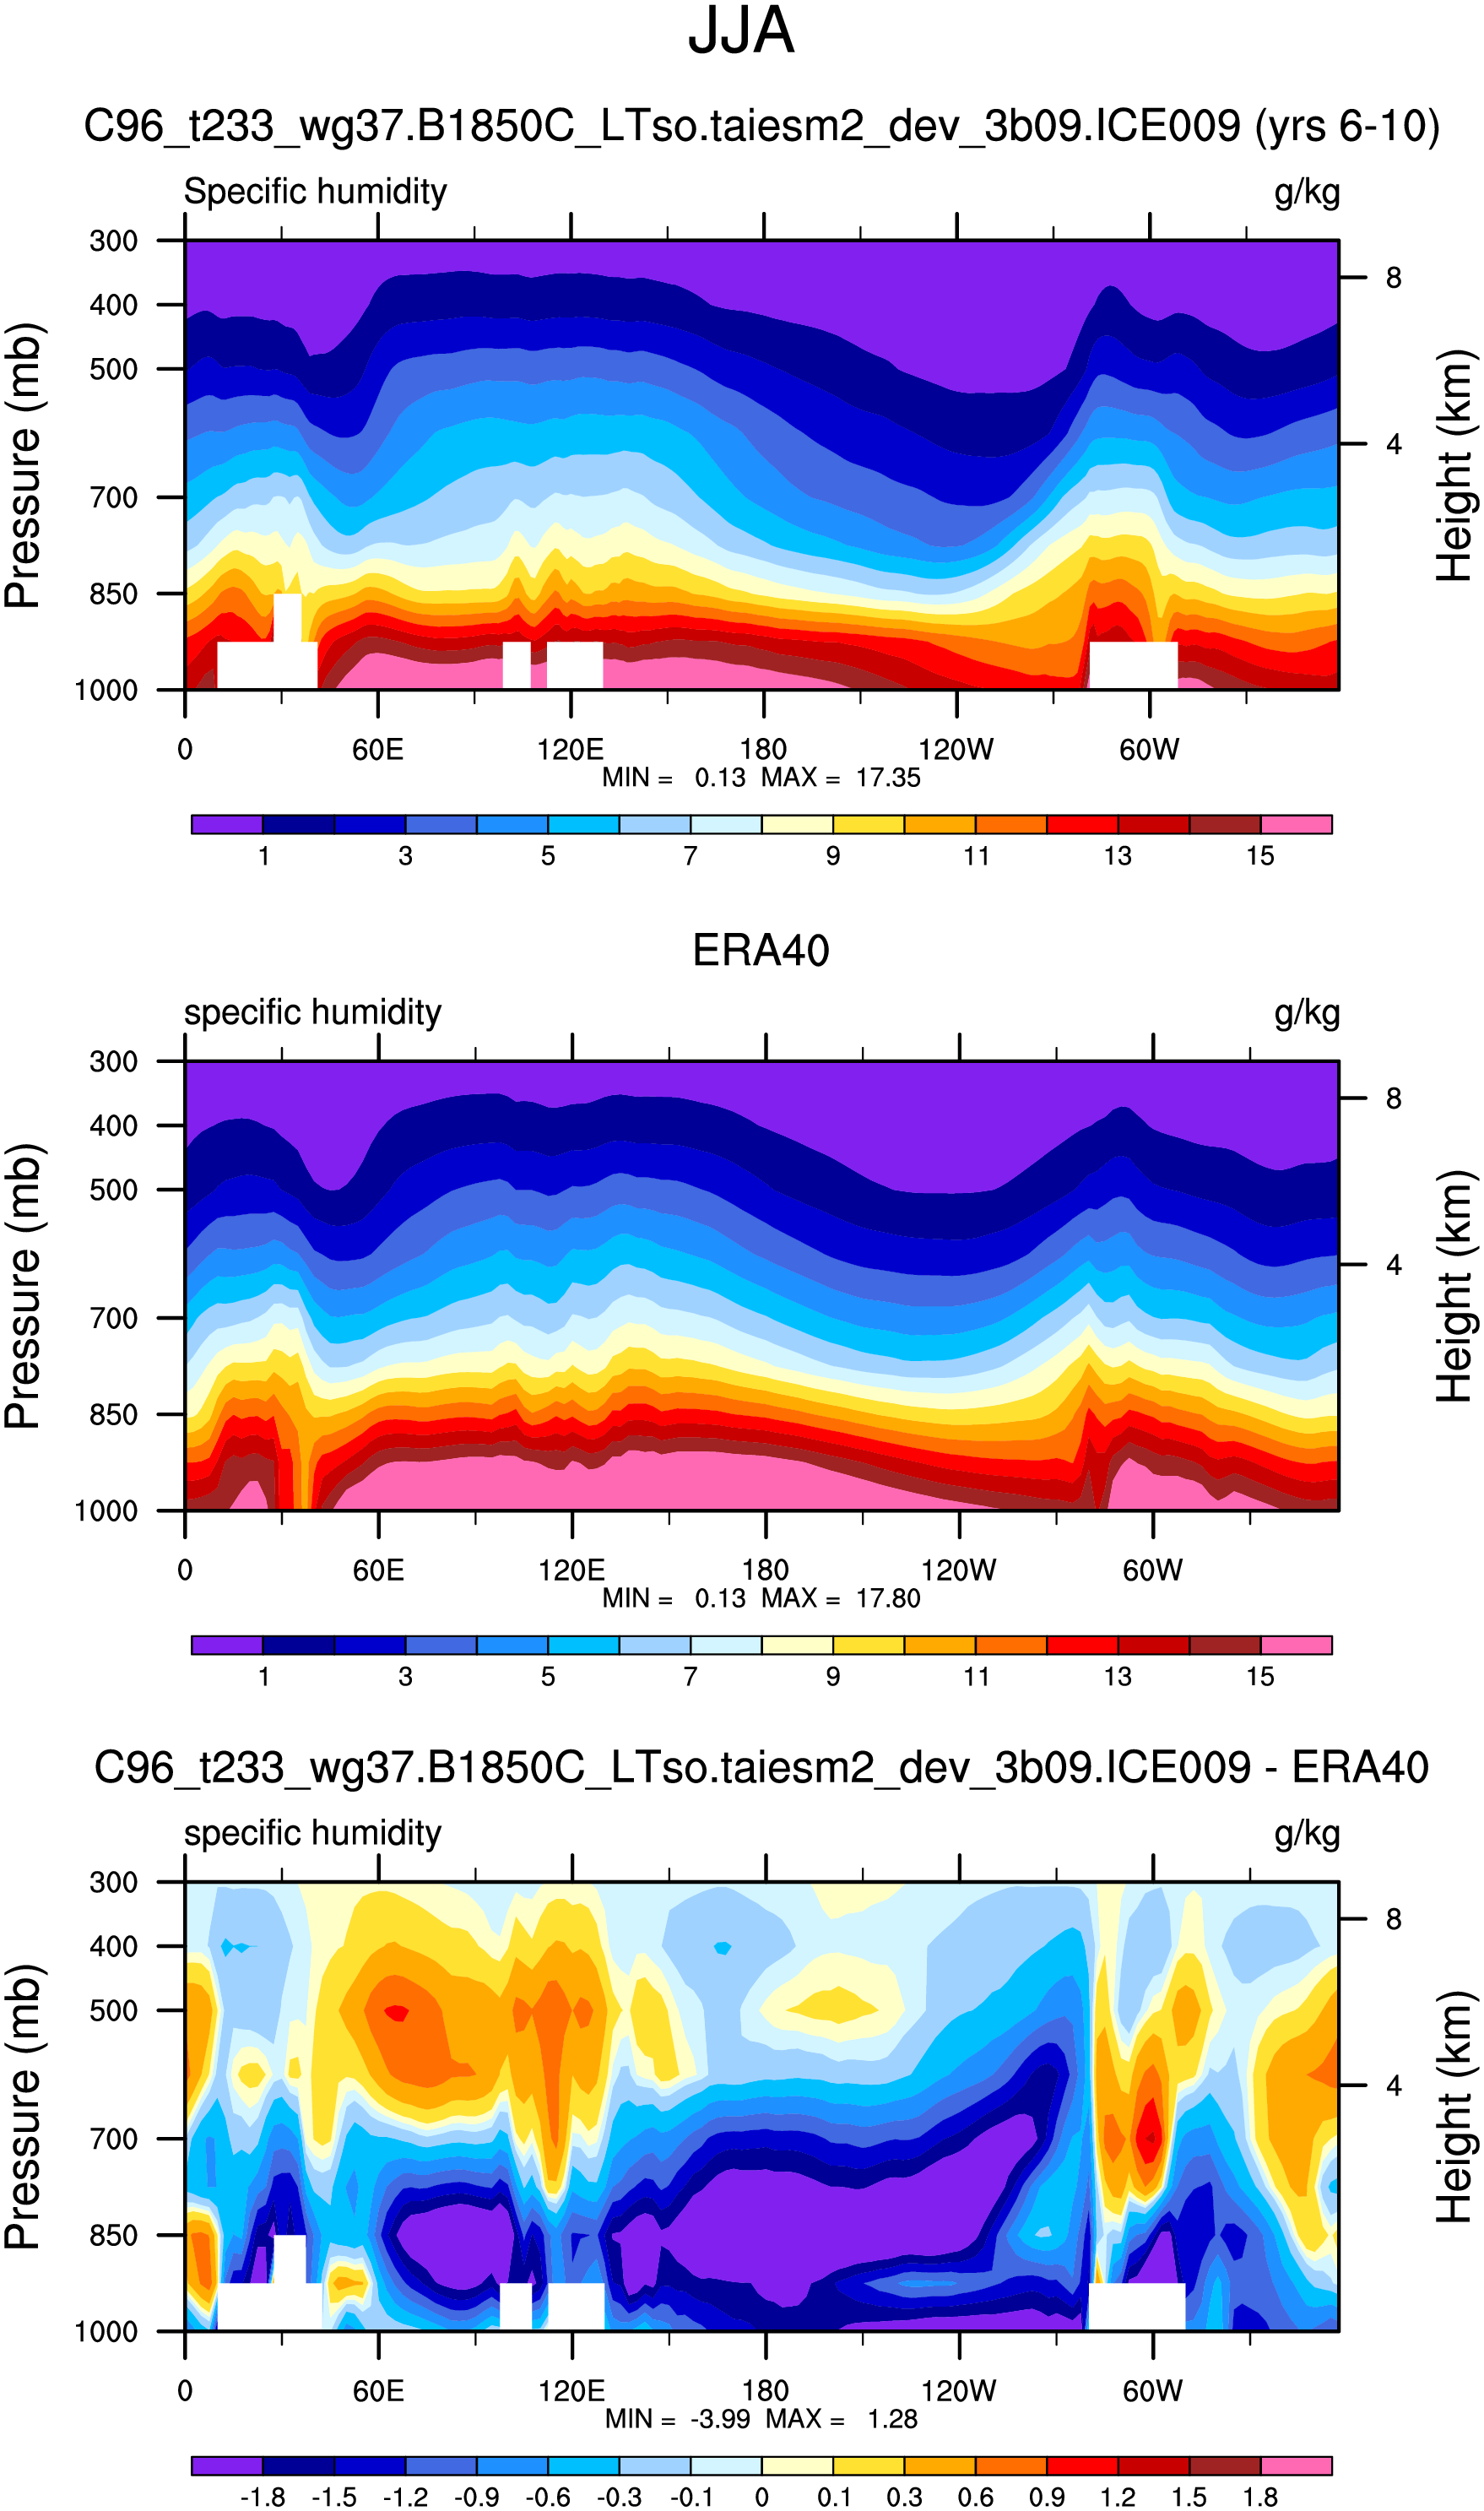 JJA
C96_t233_wg37.B1850C_LTso.taiesm2_dev_3b09.ICE009 (yrs 6-10)
Specific humidity g/kg
Pressure (mb)
300
400
500
700
850
1000
8
4
Height (km)
0 60E 120E 180 120W 60W
MIN = 0.13 MAX = 17.35
1 3 5 7 9 11 13 15
ERA40
specific humidity g/kg
Pressure (mb)
300
400
500
700
850
1000
8
4
Height (km)
0 60E 120E 180 120W 60W
MIN = 0.13 MAX = 17.80
1 3 5 7 9 11 13 15
C96_t233_wg37.B1850C_LTso.taiesm2_dev_3b09.ICE009 - ERA40
specific humidity g/kg
Pressure (mb)
300
400
500
700
850
1000
8
4
Height (km)
0 60E 120E 180 120W 60W
MIN = -3.99 MAX = 1.28
-1.8 -1.5 -1.2 -0.9 -0.6 -0.3 -0.1 0 0.1 0.3 0.6 0.9 1.2 1.5 1.8